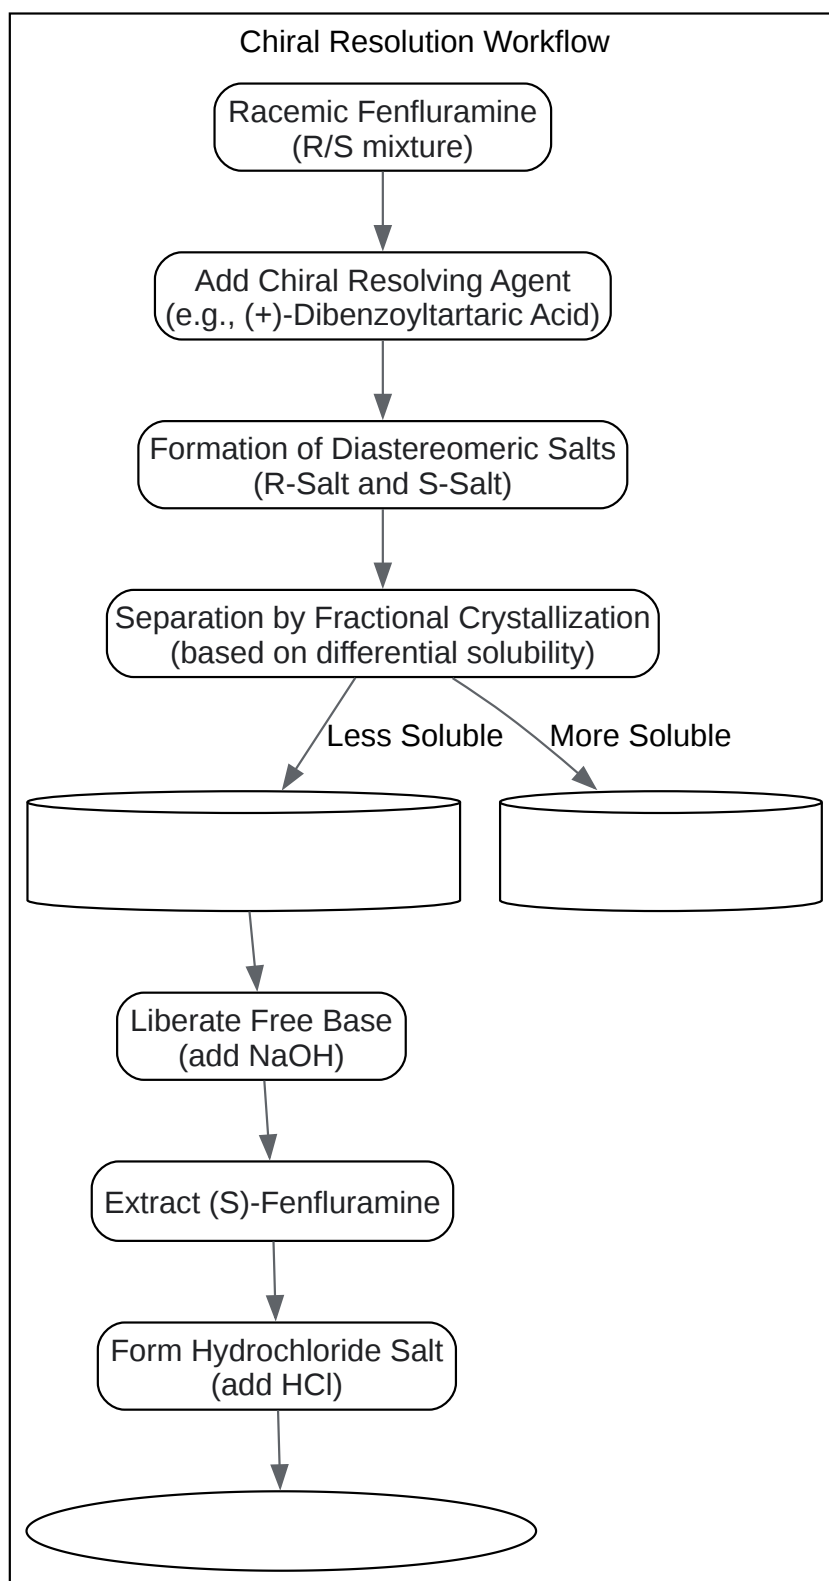 Chiral Resolution Workflow
Racemic Fenfluramine
(R/S mixture)
Add Chiral Resolving Agent
(e.g., (+)-Dibenzoyltartaric Acid)
Formation of Diastereomeric Salts
(R-Salt and S-Salt)
Separation by Fractional Crystallization
(based on differential solubility)
Less Soluble
More Soluble
Liberate Free Base
(add NaOH)
Extract (S)-Fenfluramine
Form Hydrochloride Salt
(add HCl)